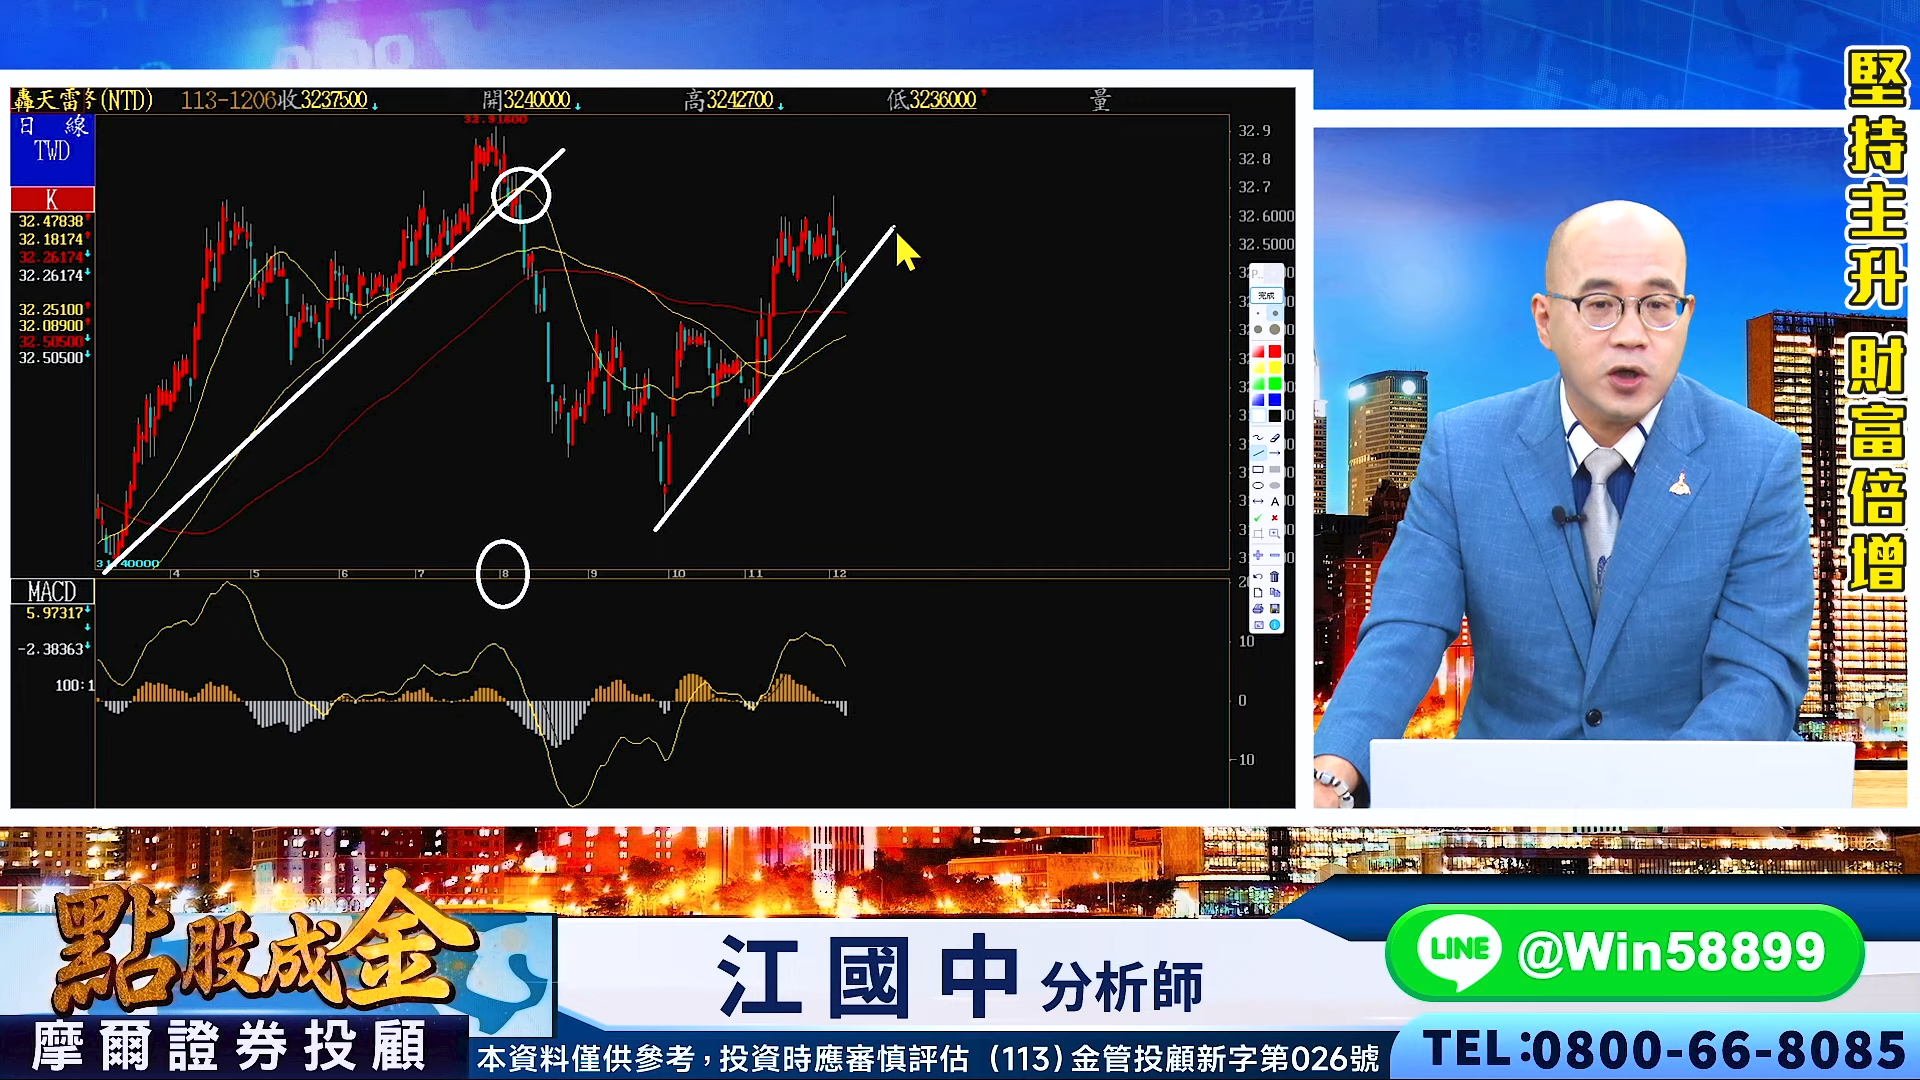 轟天雷 (NTD) 113-1206收3237500 開3240000 高3242700 低3236000 量
日 線
TWD
K
32.47838
32.18174
32.26174
32.26174
32.25100
32.08900
32.50500
32.50500
32.91800
32.9
32.8
32.7
32.6000
32.5000
完成
A
4 5 6 7 8 9 10 11 12
MACD
5.97317
-2.38363
100:1
10
0
-10
堅持主升 財富倍增
點股成金
摩爾證券投顧
江國中 分析師
LINE @Win58899
本資料僅供參考，投資時應審慎評估 (113)金管投顧新字第026號
TEL:0800-66-8085